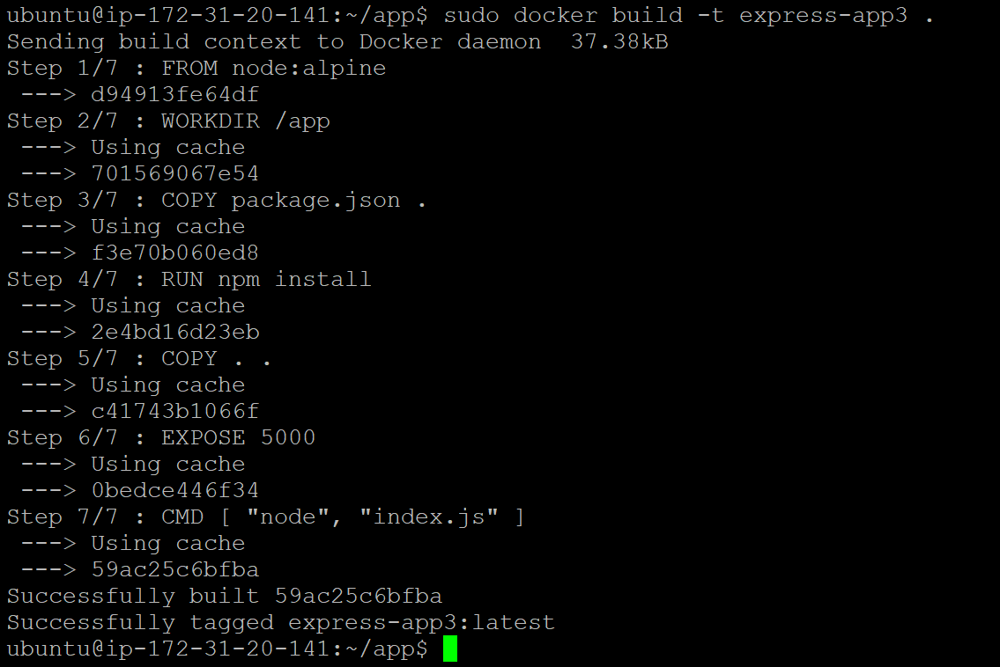 ubuntu@ip-172-31-20-141:~/app$ sudo docker build -t express-app3 .
Sending build context to Docker daemon  37.38kB
Step 1/7 : FROM node:alpine
 ---> d94913fe64df
Step 2/7 : WORKDIR /app
 ---> Using cache
 ---> 701569067e54
Step 3/7 : COPY package.json .
 ---> Using cache
 ---> f3e70b060ed8
Step 4/7 : RUN npm install
 ---> Using cache
 ---> 2e4bd16d23eb
Step 5/7 : COPY . .
 ---> Using cache
 ---> c41743b1066f
Step 6/7 : EXPOSE 5000
 ---> Using cache
 ---> 0bedce446f34
Step 7/7 : CMD [ "node", "index.js" ]
 ---> Using cache
 ---> 59ac25c6bfba
Successfully built 59ac25c6bfba
Successfully tagged express-app3:latest
ubuntu@ip-172-31-20-141:~/app$